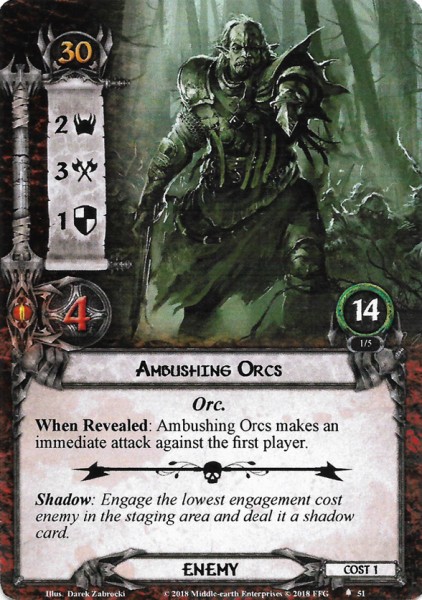 30
2
3
1
4
14
1/5
Ambushing Orcs
Orc.
When Revealed: Ambushing Orcs makes an
immediate attack against the first player.
Shadow: Engage the lowest engagement cost
enemy in the staging area and deal it a shadow
card.
ENEMY
COST 1
Illus. Darek Zabrocki
© 2018 Middle-earth Enterprises © 2018 FFG
51